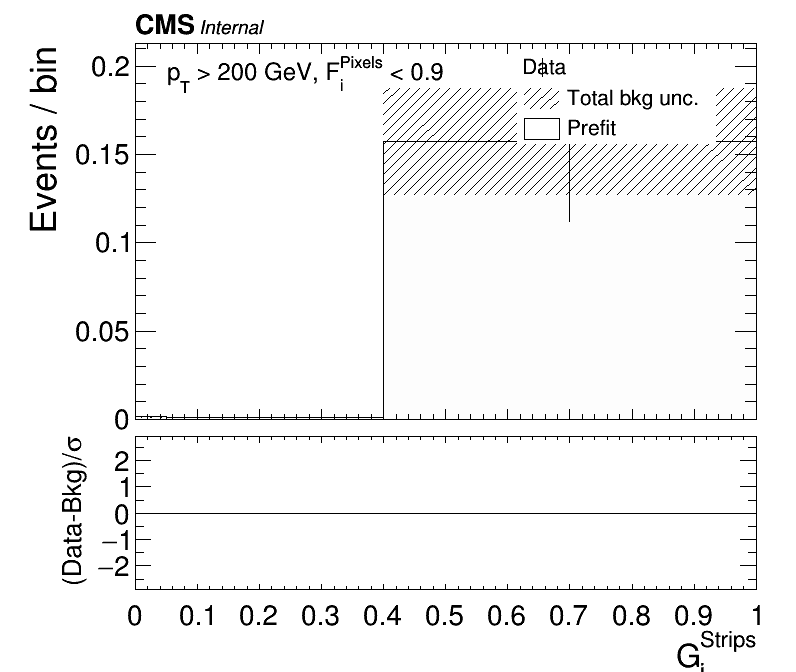 CMS Internal
p_T > 200 GeV, F_i^Pixels < 0.9
Data
Total bkg unc.
Prefit
Events / bin
0.2
0.15
0.1
0.05
0
(Data-Bkg)/σ
2
1
0
−1
−2
0 0.1 0.2 0.3 0.4 0.5 0.6 0.7 0.8 0.9 1
G_i^Strips